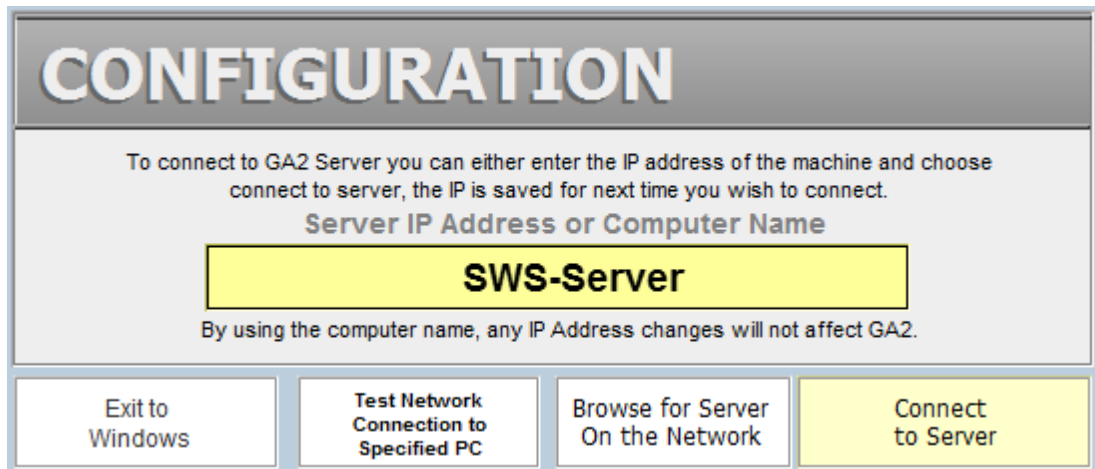 CONFIGURATION
To connect to GA2 Server you can either enter the IP address of the machine and choose
connect to server, the IP is saved for next time you wish to connect.
Server IP Address or Computer Name
SWS-Server
By using the computer name, any IP Address changes will not affect GA2.
Exit to
Windows
Test Network
Connection to
Specified PC
Browse for Server
On the Network
Connect
to Server